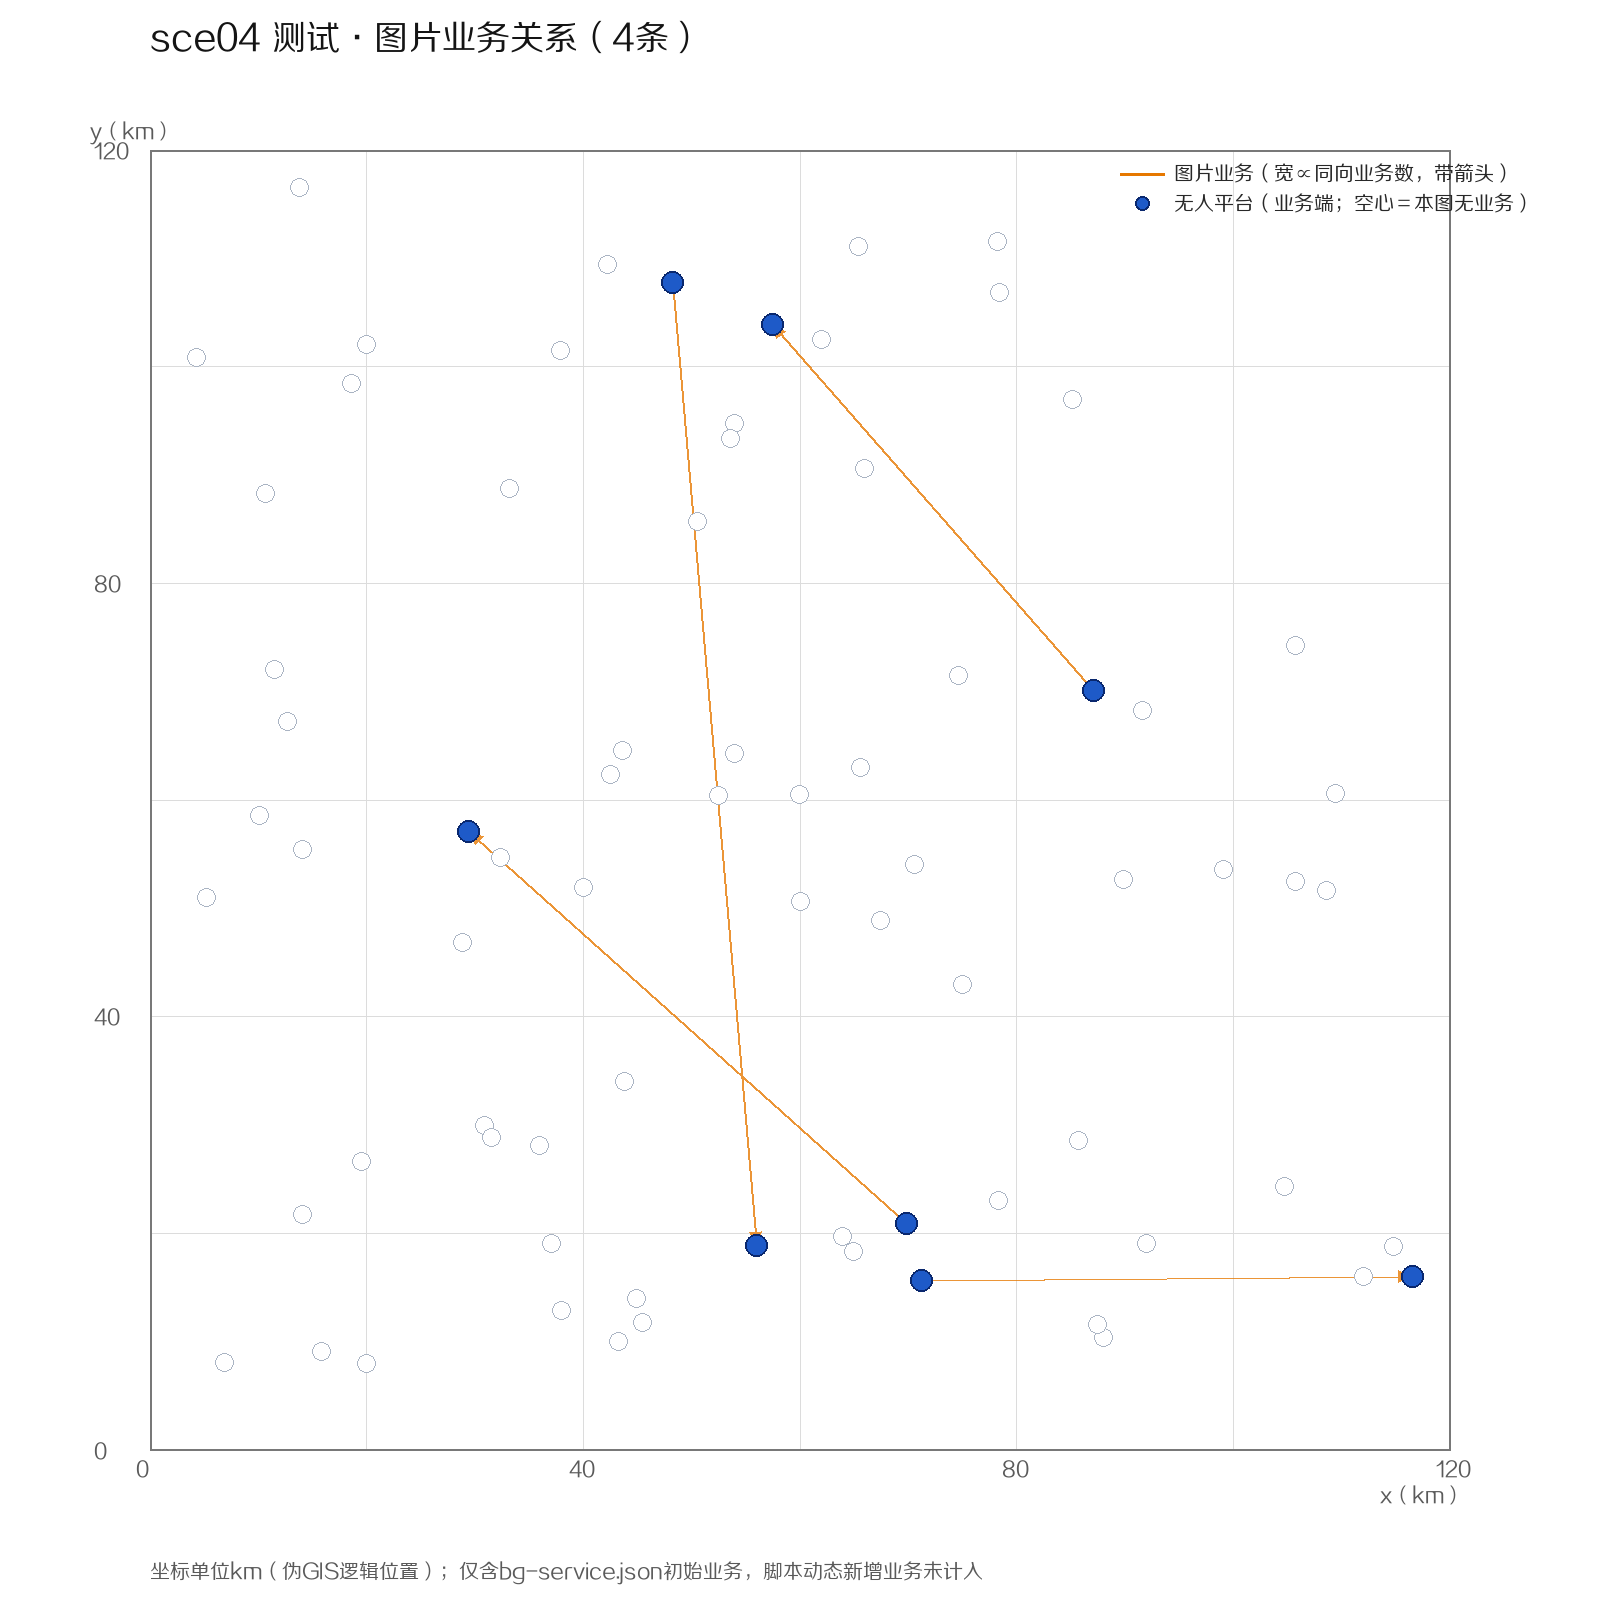 sce04 测试·图片业务关系（4条）
y（km）
120
图片业务（宽∝同向业务数，带箭头）
无人平台（业务端；空心＝本图无业务）
80
40
0
0 40 80 120
x（km）
坐标单位km（伪GIS逻辑位置）；仅含bg-service.json初始业务，脚本动态新增业务未计入